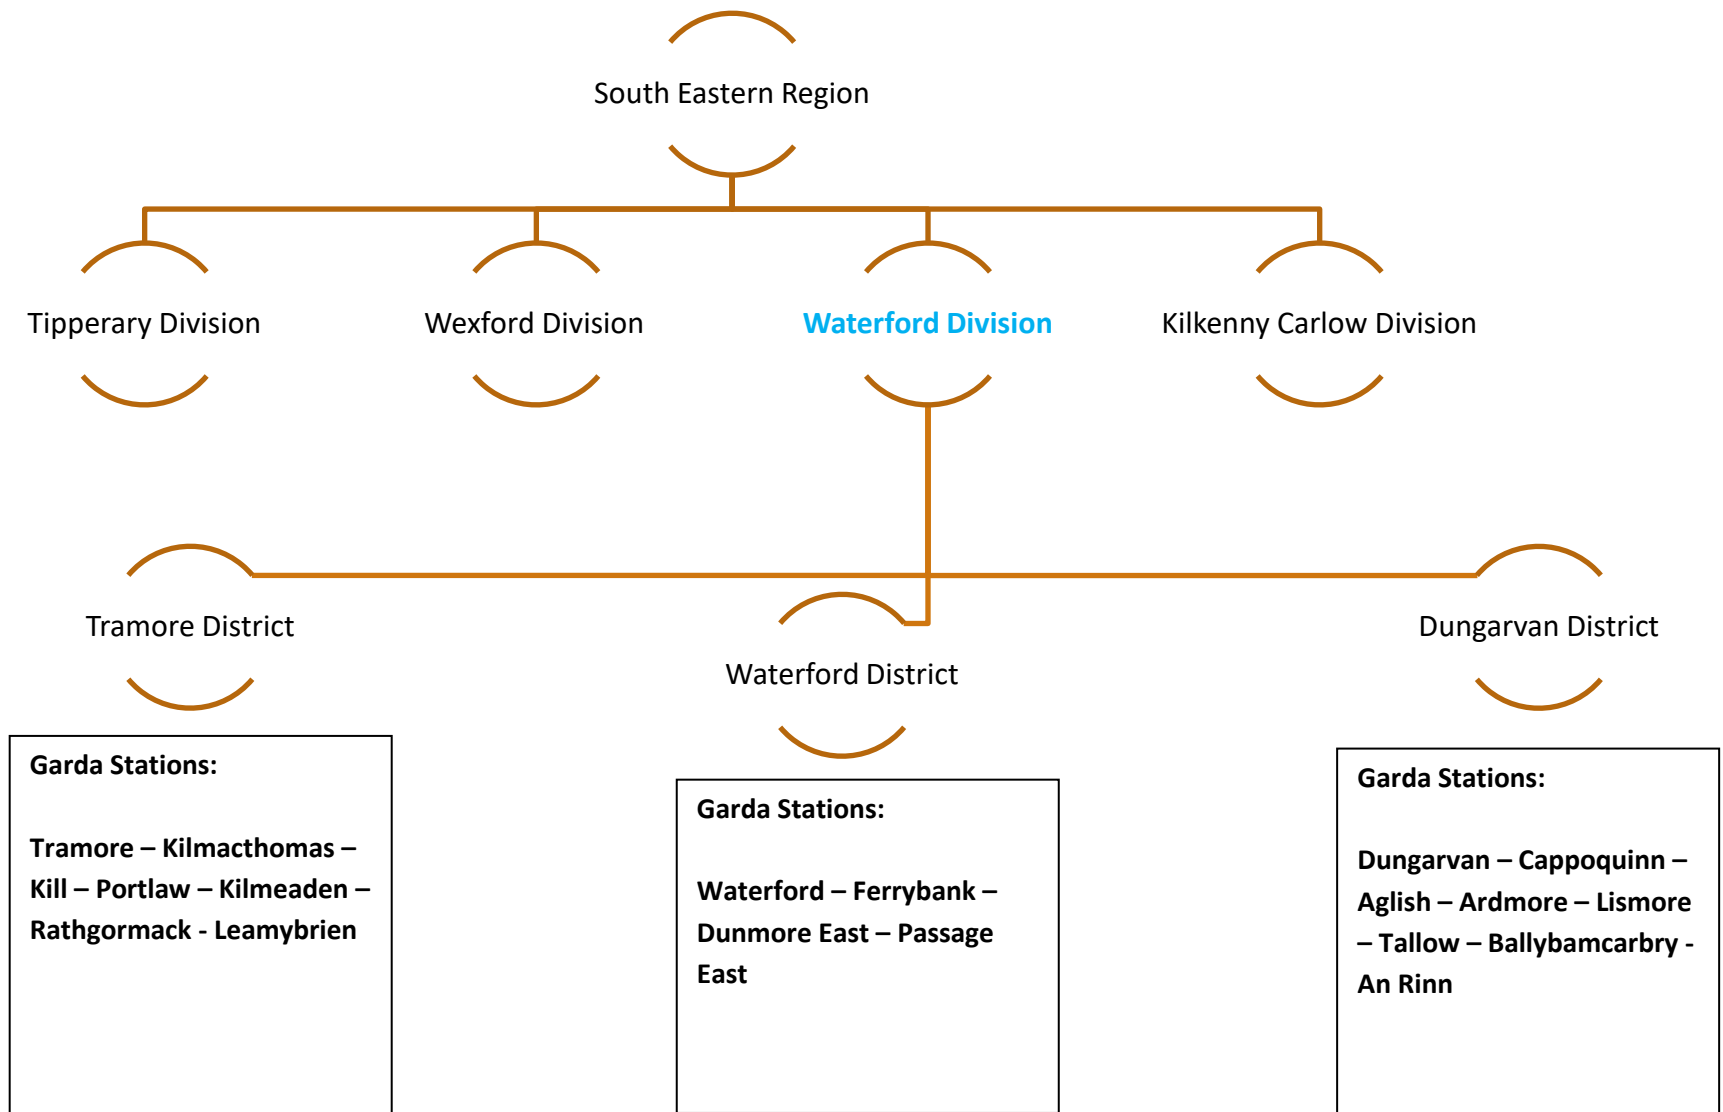 South Eastern Region
Tipperary Division
Wexford Division
Waterford Division
Kilkenny Carlow Division
Tramore District
Waterford District
Dungarvan District
Garda Stations:
Tramore – Kilmacthomas –
Kill – Portlaw – Kilmeaden –
Rathgormack - Leamybrien
Garda Stations:
Waterford – Ferrybank –
Dunmore East – Passage
East
Garda Stations:
Dungarvan – Cappoquinn –
Aglish – Ardmore – Lismore
– Tallow – Ballybamcarbry -
An Rinn